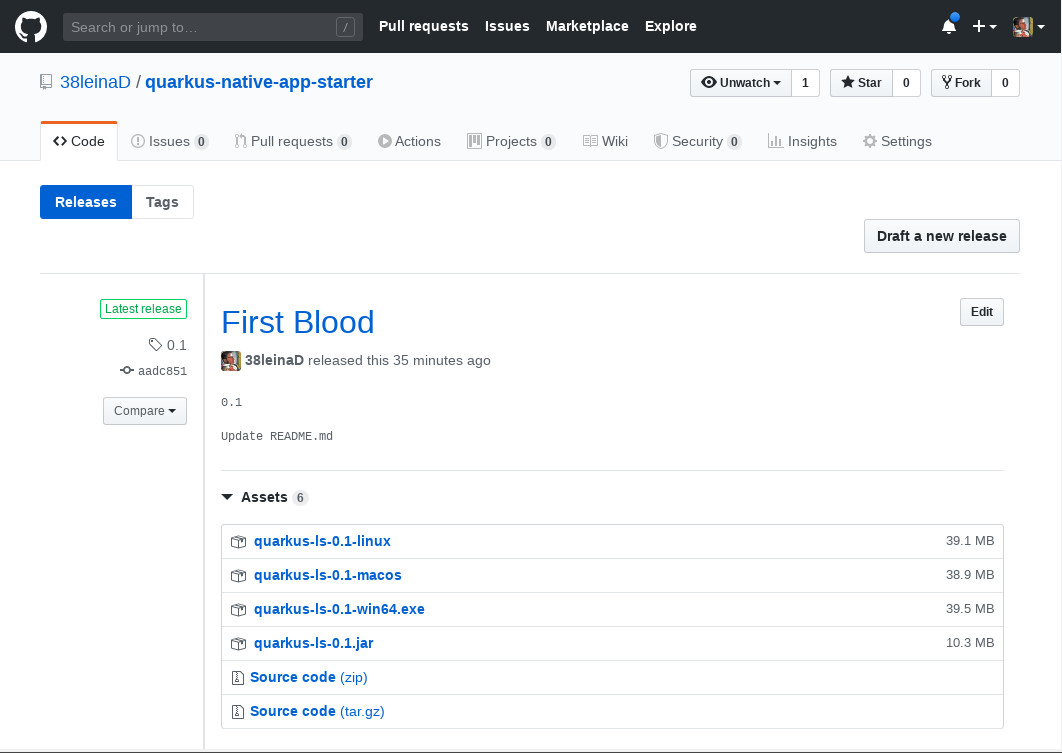 Search or jump to… / Pull requests Issues Marketplace Explore
38leinaD / quarkus-native-app-starter Unwatch 1 Star 0 Fork 0
Code Issues 0 Pull requests 0 Actions Projects 0 Wiki Security 0 Insights Settings
Releases Tags
Draft a new release
Latest release
0.1
aadc851
Compare
First Blood Edit
38leinaD released this 35 minutes ago
0.1
Update README.md
Assets 6
quarkus-ls-0.1-linux 39.1 MB
quarkus-ls-0.1-macos 38.9 MB
quarkus-ls-0.1-win64.exe 39.5 MB
quarkus-ls-0.1.jar 10.3 MB
Source code (zip)
Source code (tar.gz)